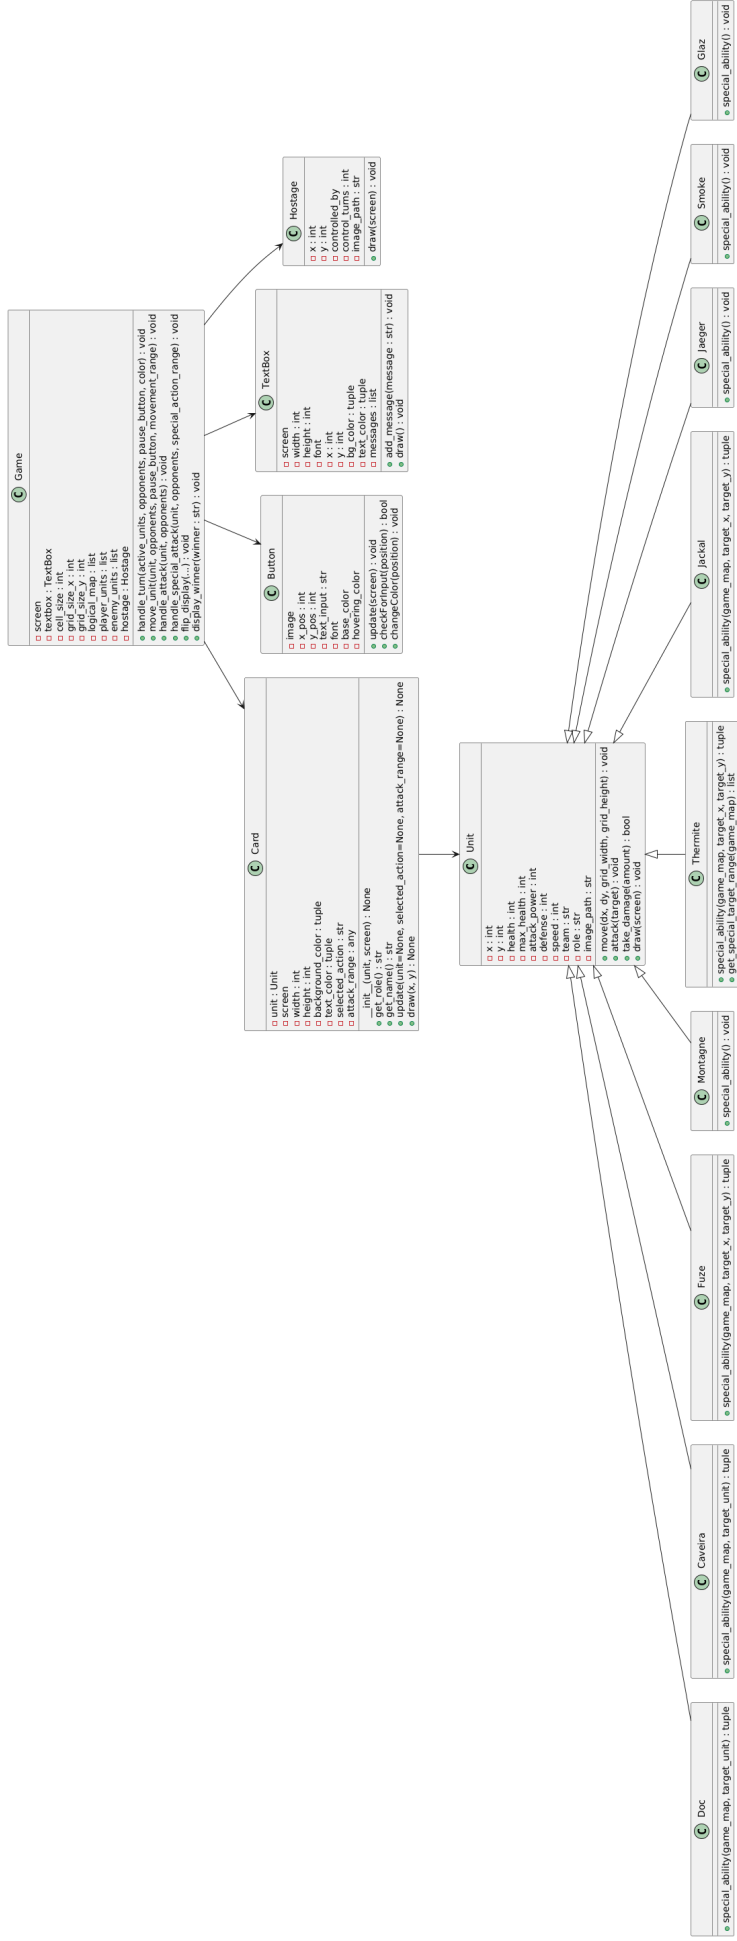 C Game
screen
textbox : TextBox
cell_size : int
grid_size_x : int
grid_size_y : int
logical_map : list
player_units : list
enemy_units : list
hostage : Hostage
handle_turn(active_units, opponents, pause_button, color) : void
move_unit(unit, opponents, pause_button, movement_range) : void
handle_attack(unit, opponents) : void
handle_special_attack(unit, opponents, special_action_range) : void
flip_display(...) : void
display_winner(winner : str) : void
C Card
unit : Unit
screen
width : int
height : int
background_color : tuple
text_color : tuple
selected_action : str
attack_range : any
__init__(unit, screen) : None
get_role() : str
get_name() : str
update(unit=None, selected_action=None, attack_range=None) : None
draw(x, y) : None
C Button
image
x_pos : int
y_pos : int
text_input : str
font
base_color
hovering_color
update(screen) : void
checkForInput(position) : bool
changeColor(position) : void
C TextBox
screen
width : int
height : int
font
x : int
y : int
bg_color : tuple
text_color : tuple
messages : list
add_message(message : str) : void
draw() : void
C Hostage
x : int
y : int
controlled_by
control_turns : int
image_path : str
draw(screen) : void
C Unit
x : int
y : int
health : int
max_health : int
attack_power : int
defense : int
speed : int
team : str
role : str
image_path : str
move(dx, dy, grid_width, grid_height) : void
attack(target) : void
take_damage(amount) : bool
draw(screen) : void
C Doc
special_ability(game_map, target_unit) : tuple
C Caveira
special_ability(game_map, target_unit) : tuple
C Fuze
special_ability(game_map, target_x, target_y) : tuple
C Montagne
special_ability() : void
C Thermite
special_ability(game_map, target_x, target_y) : tuple
get_special_target_range(game_map) : list
C Jackal
special_ability(game_map, target_x, target_y) : tuple
C Jaeger
special_ability() : void
C Smoke
special_ability() : void
C Glaz
special_ability() : void